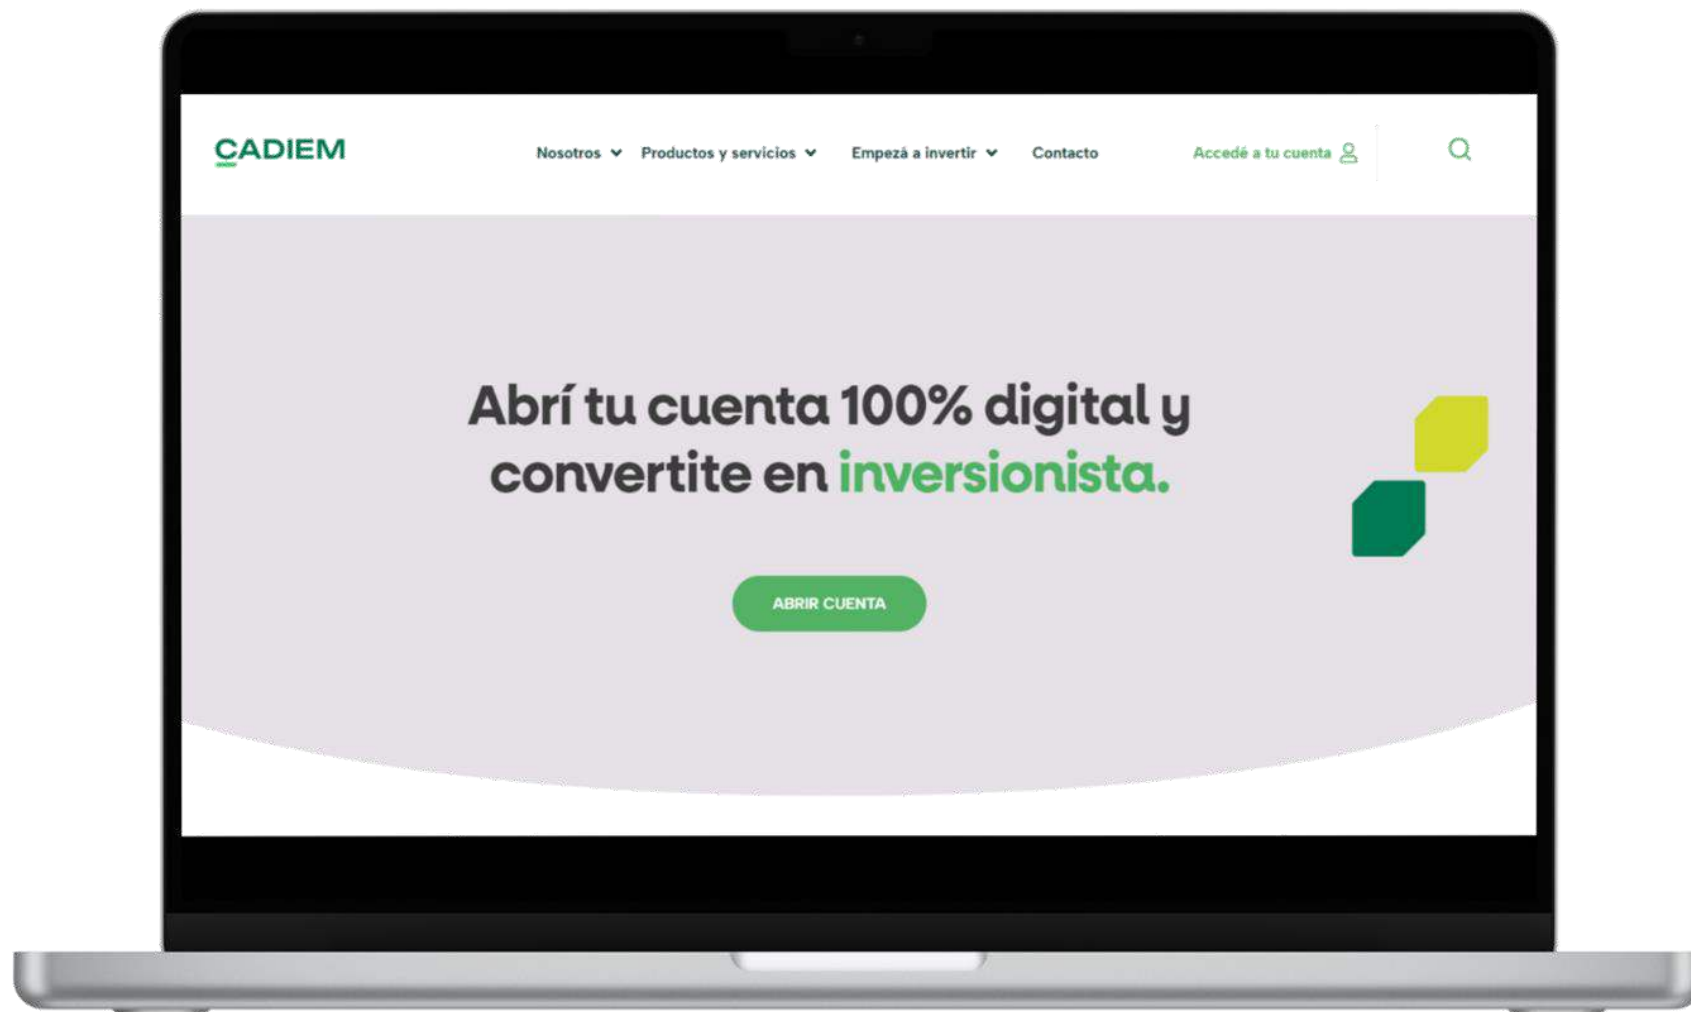 CADIEM
Nosotros Productos y servicios Empezá a invertir Contacto Accedé a tu cuenta
Abrí tu cuenta 100% digital y
convertite en inversionista.
ABRIR CUENTA